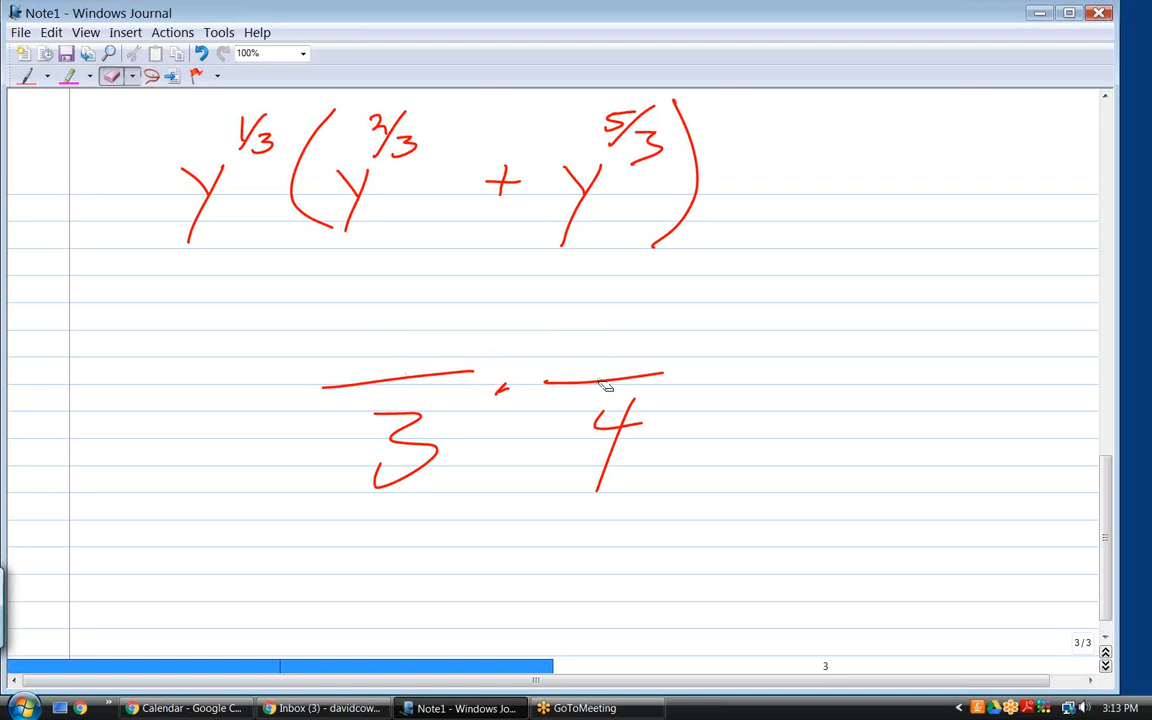 Note1 - Windows Journal
File Edit View Insert Actions Tools Help
100%
y^1/3 (y^2/3 + y^5/3)
3 · 4
3/3
3
Calendar - Google C... Inbox (3) - davidcow... Note1 - Windows Jo... GoToMeeting 3:13 PM